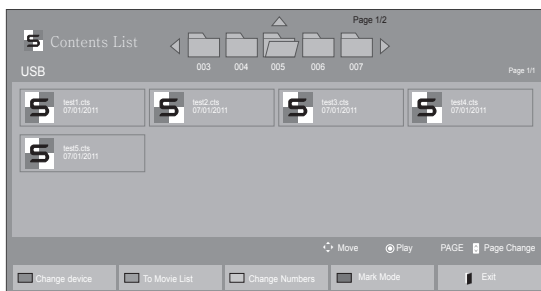 Page 1/2
Contents List
003 004 005 006 007
USB
Page 1/1
test1.cts
07/01/2011
test2.cts
07/01/2011
test3.cts
07/01/2011
test4.cts
07/01/2011
test5.cts
07/01/2011
Move Play PAGE Page Change
Change device To Movie List Change Numbers Mark Mode Exit